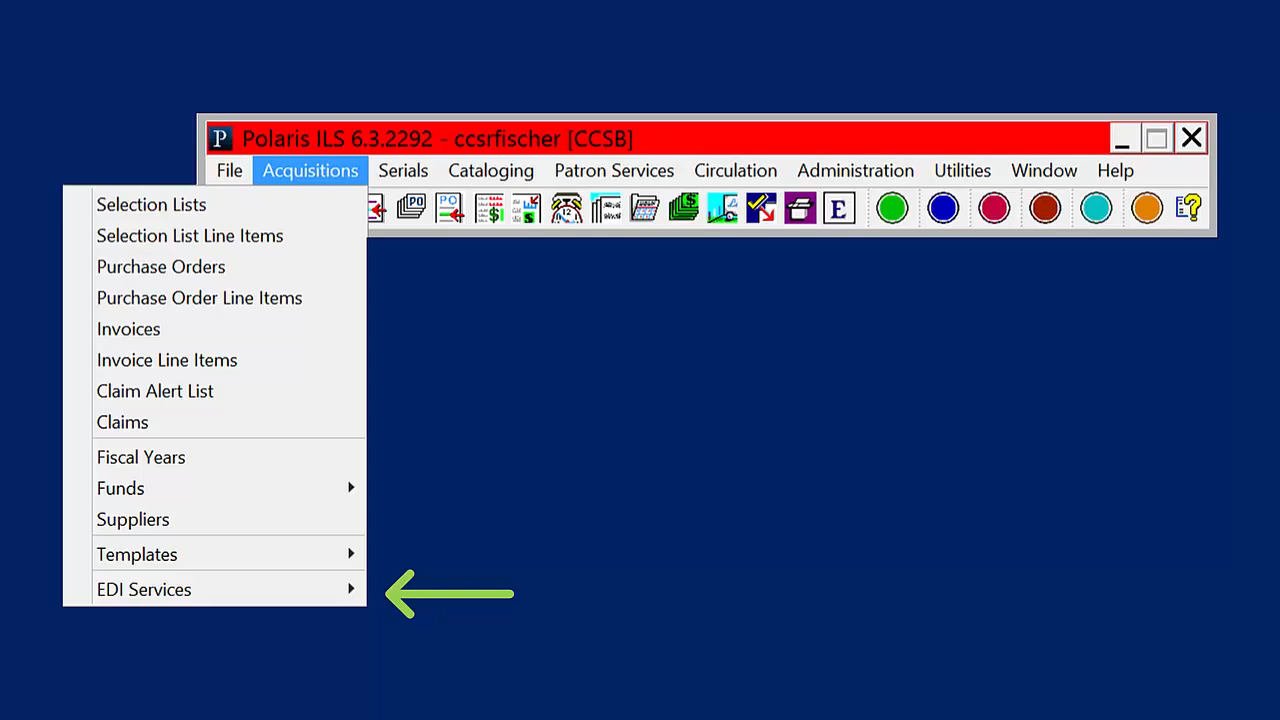 P Polaris ILS 6.3.2292 - ccsrfischer [CCSB]
File Acquisitions Serials Cataloging Patron Services Circulation Administration Utilities Window Help
PO PO E
Selection Lists
Selection List Line Items
Purchase Orders
Purchase Order Line Items
Invoices
Invoice Line Items
Claim Alert List
Claims
Fiscal Years
Funds
Suppliers
Templates
EDI Services